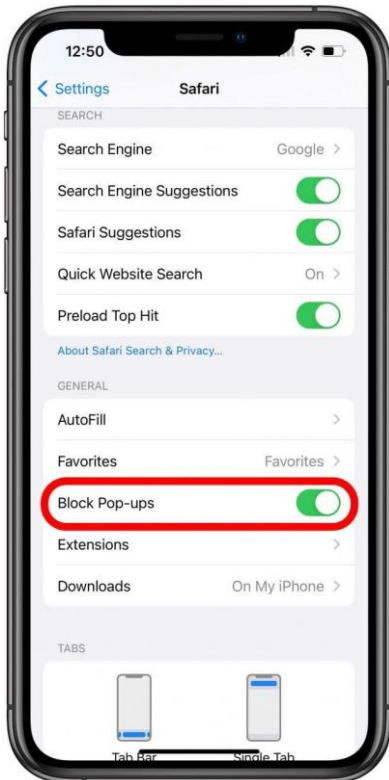 12:50
Settings
Safari
SEARCH
Search Engine Google
Search Engine Suggestions
Safari Suggestions
Quick Website Search On
Preload Top Hit
About Safari Search & Privacy...
GENERAL
AutoFill
Favorites Favorites
Block Pop-ups
Extensions
Downloads On My iPhone
TABS
Tab Bar Single Tab